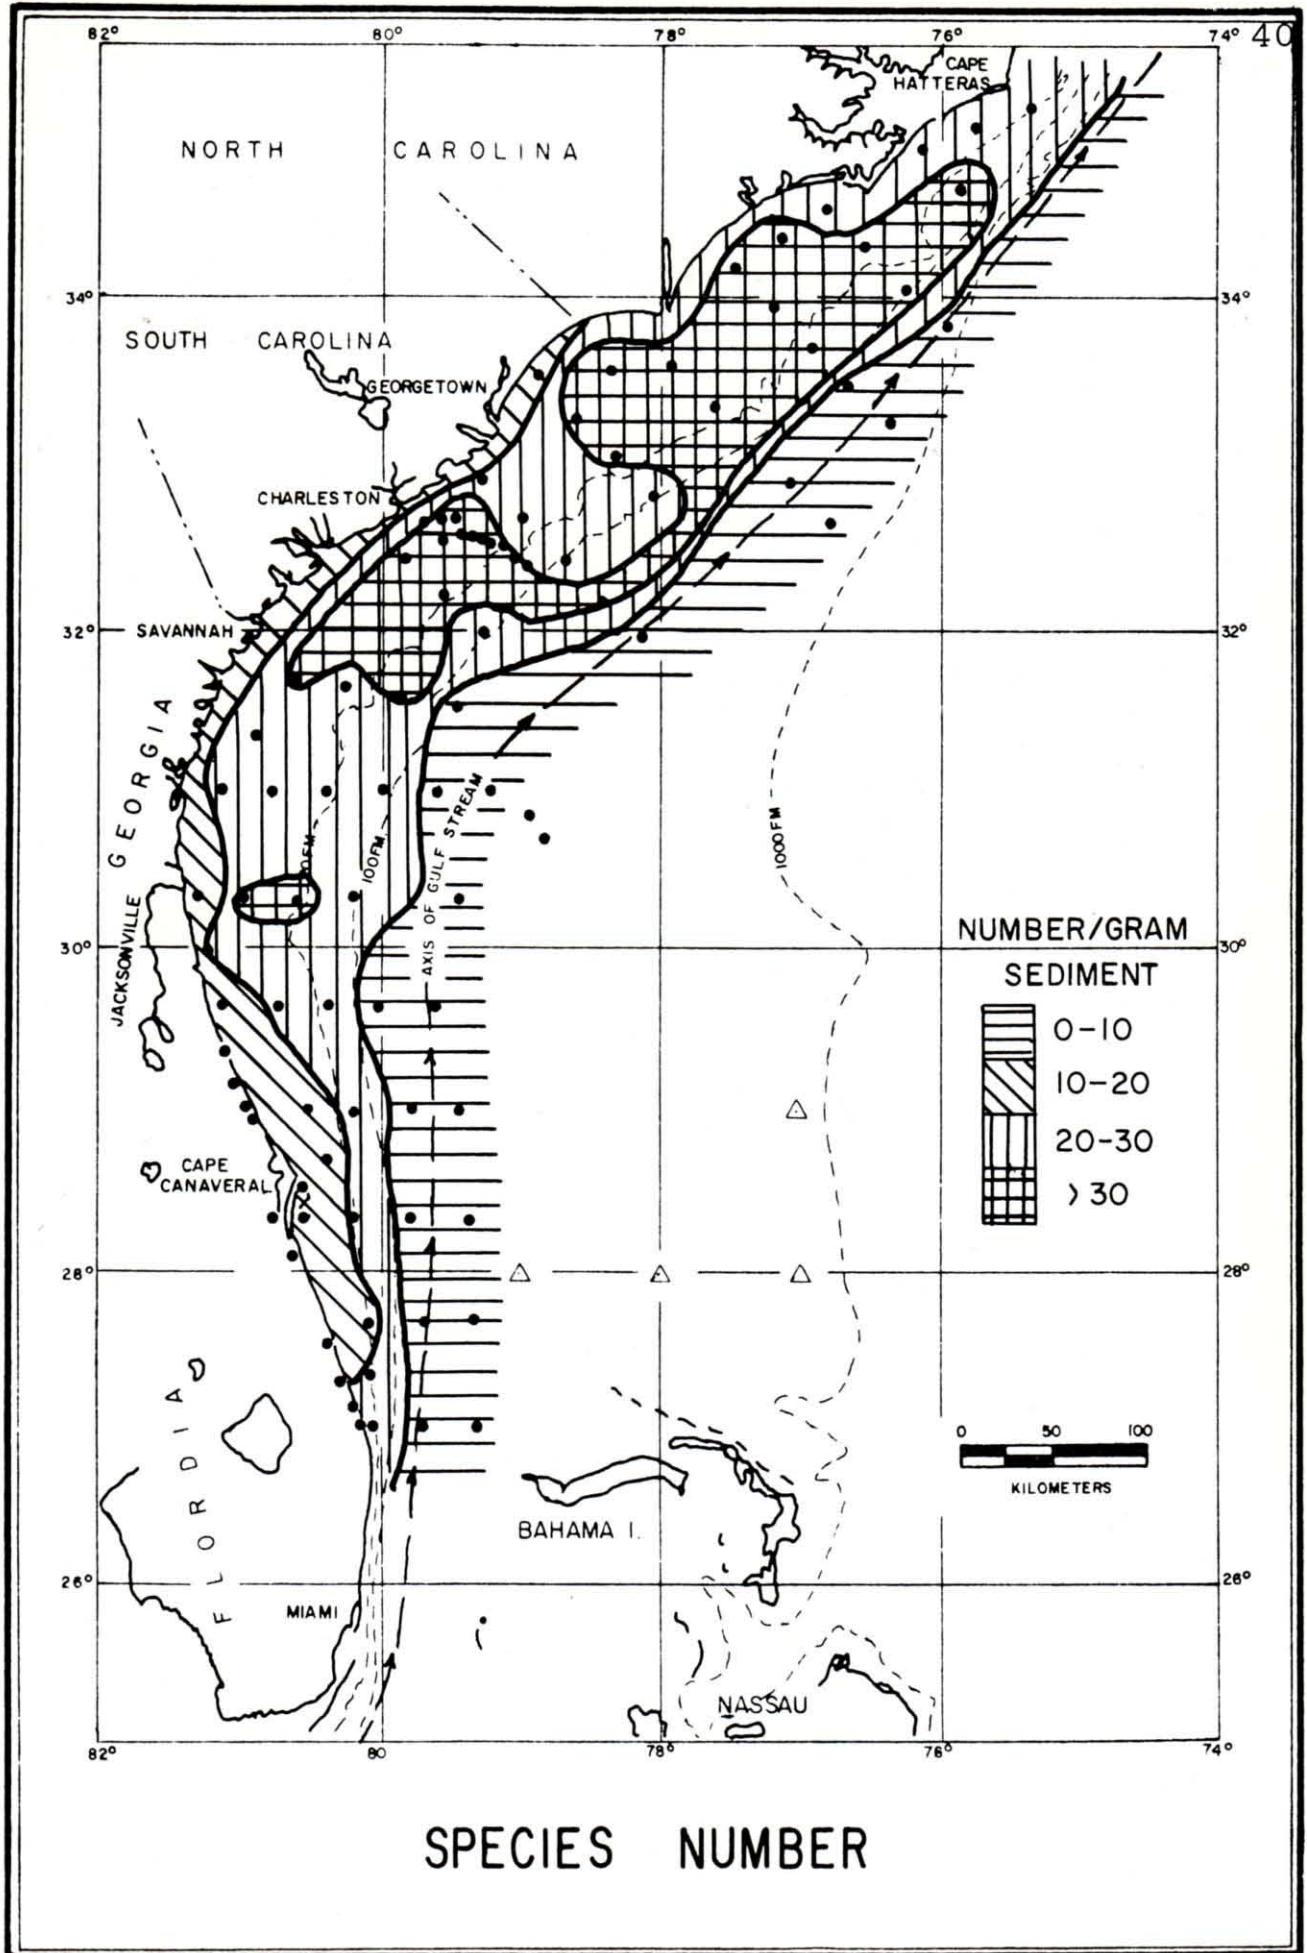 40
82° 80° 78° 76° 74°
CAPE
HATTERAS
NORTH CAROLINA
34° 34°
SOUTH CAROLINA
GEORGETOWN
CHARLESTON
32° 32°
SAVANNAH
GEORGIA
AXIS OF GULF STREAM
100FM
1000FM
JACKSONVILLE
30° 30°
NUMBER/GRAM
SEDIMENT
0-10
10-20
20-30
>30
CAPE
CANAVERAL
28° 28°
FLORDIA
0 50 100
KILOMETERS
BAHAMA I.
26° 26°
MIAMI
NASSAU
82° 80 78° 76° 74°
SPECIES NUMBER